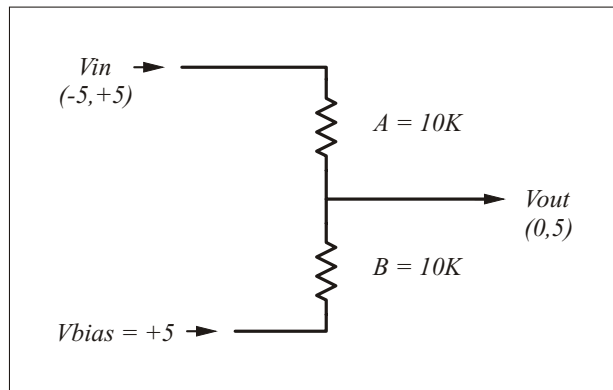 Vin
(-5,+5)
A = 10K
Vout
(0,5)
B = 10K
Vbias = +5